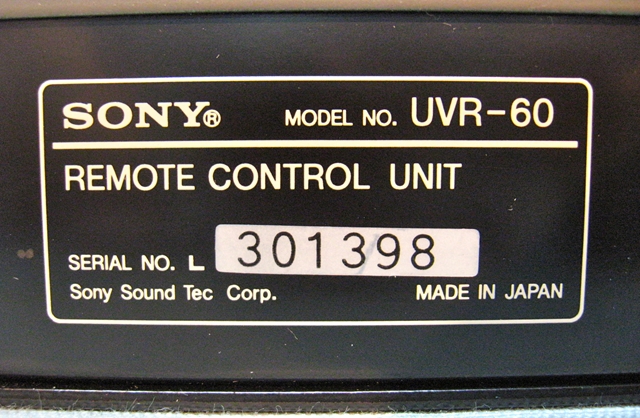 SONY® MODEL NO. UVR-60
REMOTE CONTROL UNIT
SERIAL NO. L 301398
Sony Sound Tec Corp. MADE IN JAPAN